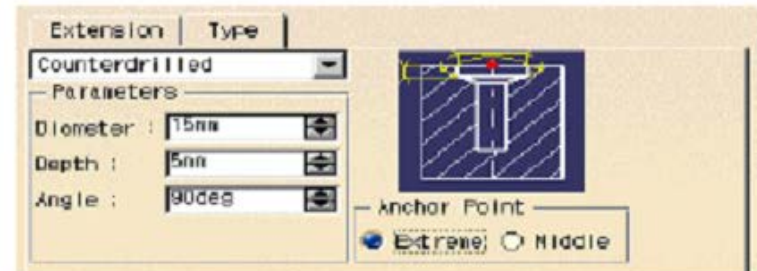 Extension Type
Counterdrilled
Parameters
Diameter : 15mm
Depth : 5mm
Angle : 90deg
Anchor Point
Extreme Middle